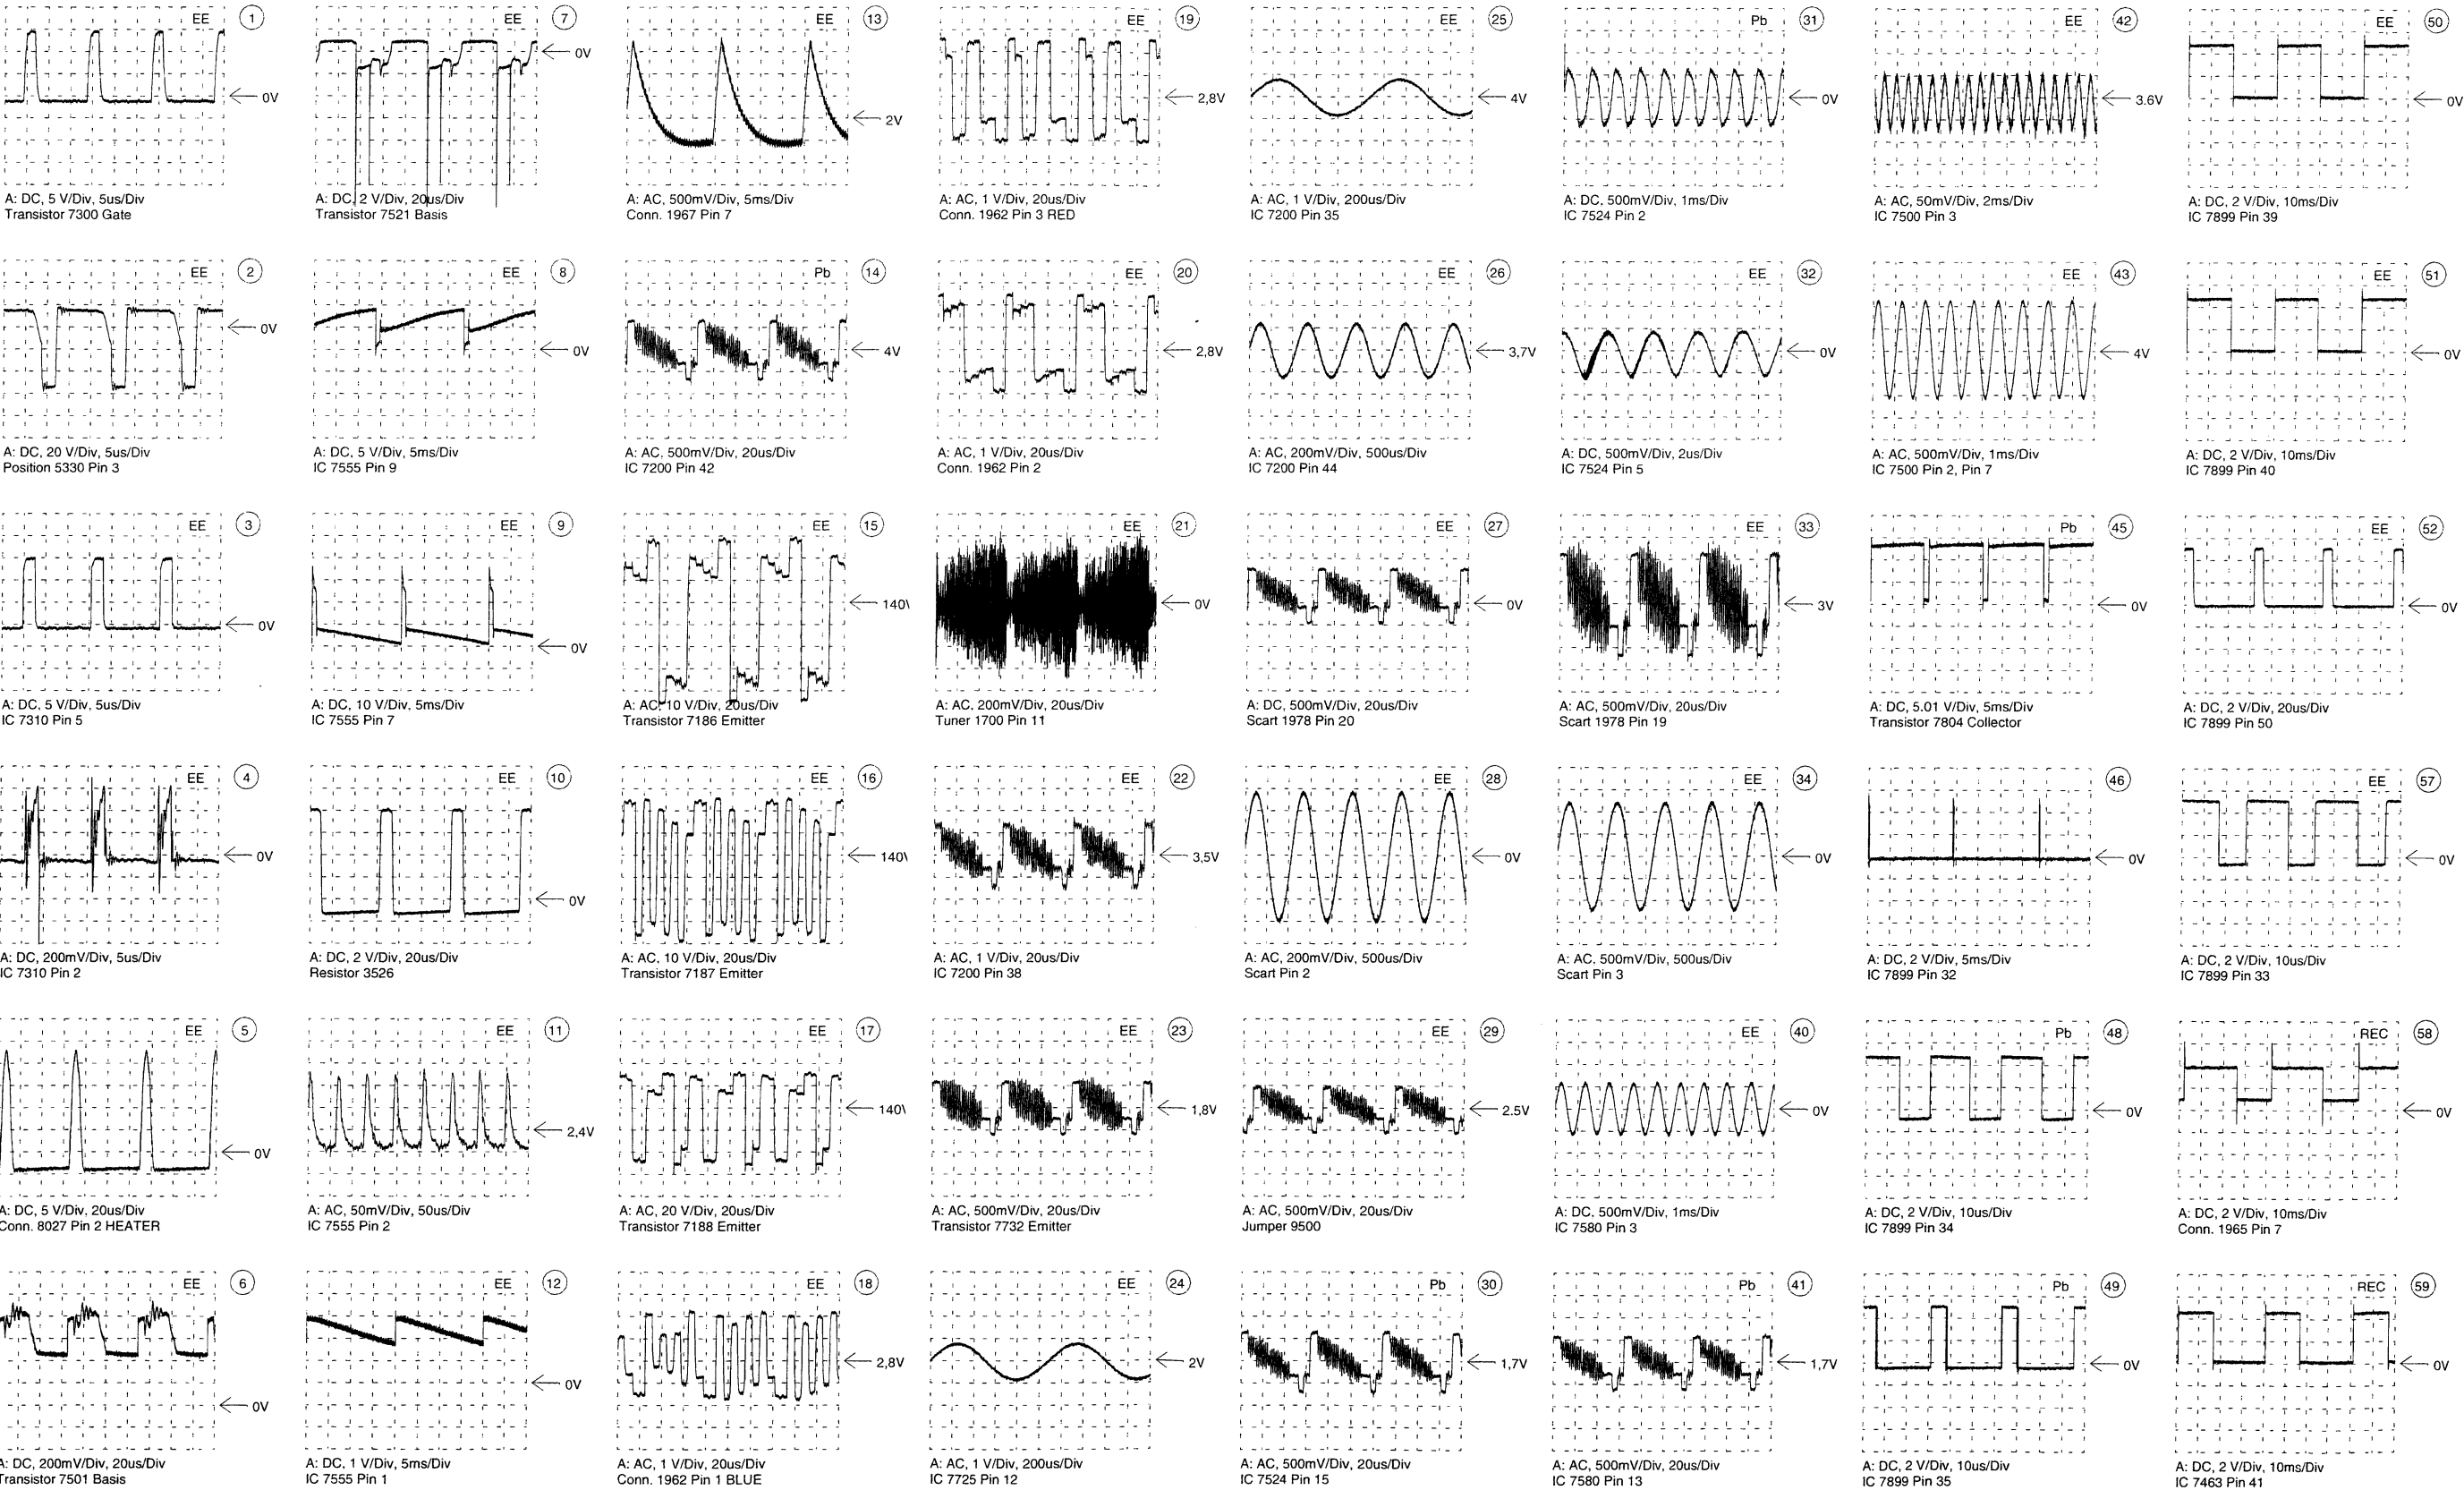 EE 1
0V
A: DC, 5 V/Div, 5us/Div
Transistor 7300 Gate
EE 7
0V
A: DC, 2 V/Div, 20us/Div
Transistor 7521 Basis
EE 13
2V
A: AC, 500mV/Div, 5ms/Div
Conn. 1967 Pin 7
EE 19
2,8V
A: AC, 1 V/Div, 20us/Div
Conn. 1962 Pin 3 RED
EE 25
4V
A: AC, 1 V/Div, 200us/Div
IC 7200 Pin 35
Pb 31
0V
A: DC, 500mV/Div, 1ms/Div
IC 7524 Pin 2
EE 42
3.6V
A: AC, 50mV/Div, 2ms/Div
IC 7500 Pin 3
EE 50
0V
A: DC, 2 V/Div, 10ms/Div
IC 7899 Pin 39
EE 2
0V
A: DC, 20 V/Div, 5us/Div
Position 5330 Pin 3
EE 8
0V
A: DC, 5 V/Div, 5ms/Div
IC 7555 Pin 9
Pb 14
4V
A: AC, 500mV/Div, 20us/Div
IC 7200 Pin 42
EE 20
2,8V
A: AC, 1 V/Div, 20us/Div
Conn. 1962 Pin 2
EE 26
3,7V
A: AC, 200mV/Div, 500us/Div
IC 7200 Pin 44
EE 32
0V
A: DC, 500mV/Div, 2us/Div
IC 7524 Pin 5
EE 43
4V
A: AC, 500mV/Div, 1ms/Div
IC 7500 Pin 2, Pin 7
EE 51
0V
A: DC, 2 V/Div, 10ms/Div
IC 7899 Pin 40
EE 3
0V
A: DC, 5 V/Div, 5us/Div
IC 7310 Pin 5
EE 9
0V
A: DC, 10 V/Div, 5ms/Div
IC 7555 Pin 7
EE 15
140\
A: AC, 10 V/Div, 20us/Div
Transistor 7186 Emitter
EE 21
0V
A: AC, 200mV/Div, 20us/Div
Tuner 1700 Pin 11
EE 27
0V
A: DC, 500mV/Div, 20us/Div
Scart 1978 Pin 20
EE 33
3V
A: AC, 500mV/Div, 20us/Div
Scart 1978 Pin 19
Pb 45
0V
A: DC, 5.01 V/Div, 5ms/Div
Transistor 7804 Collector
EE 52
0V
A: DC, 2 V/Div, 20us/Div
IC 7899 Pin 50
EE 4
0V
A: DC, 200mV/Div, 5us/Div
IC 7310 Pin 2
EE 10
0V
A: DC, 2 V/Div, 20us/Div
Resistor 3526
EE 16
140\
A: AC, 10 V/Div, 20us/Div
Transistor 7187 Emitter
EE 22
3,5V
A: AC, 1 V/Div, 20us/Div
IC 7200 Pin 38
EE 28
0V
A: AC, 200mV/Div, 500us/Div
Scart Pin 2
EE 34
0V
A: AC, 500mV/Div, 500us/Div
Scart Pin 3
EE 46
0V
A: DC, 2 V/Div, 5ms/Div
IC 7899 Pin 32
EE 57
0V
A: DC, 2 V/Div, 10us/Div
IC 7899 Pin 33
EE 5
0V
A: DC, 5 V/Div, 20us/Div
Conn. 8027 Pin 2 HEATER
EE 11
2,4V
A: AC, 50mV/Div, 50us/Div
IC 7555 Pin 2
EE 17
140\
A: AC, 20 V/Div, 20us/Div
Transistor 7188 Emitter
EE 23
1,8V
A: AC, 500mV/Div, 20us/Div
Transistor 7732 Emitter
EE 29
2.5V
A: AC, 500mV/Div, 20us/Div
Jumper 9500
EE 40
0V
A: DC, 500mV/Div, 1ms/Div
IC 7580 Pin 3
Pb 48
0V
A: DC, 2 V/Div, 10us/Div
IC 7899 Pin 34
REC 58
0V
A: DC, 2 V/Div, 10ms/Div
Conn. 1965 Pin 7
EE 6
0V
A: DC, 200mV/Div, 20us/Div
Transistor 7501 Basis
EE 12
0V
A: DC, 1 V/Div, 5ms/Div
IC 7555 Pin 1
EE 18
2,8V
A: AC, 1 V/Div, 20us/Div
Conn. 1962 Pin 1 BLUE
EE 24
2V
A: AC, 1 V/Div, 200us/Div
IC 7725 Pin 12
Pb 30
1,7V
A: AC, 500mV/Div, 20us/Div
IC 7524 Pin 15
Pb 41
1,7V
A: AC, 500mV/Div, 20us/Div
IC 7580 Pin 13
Pb 49
0V
A: DC, 2 V/Div, 10us/Div
IC 7899 Pin 35
REC 59
0V
A: DC, 2 V/Div, 10ms/Div
IC 7463 Pin 41